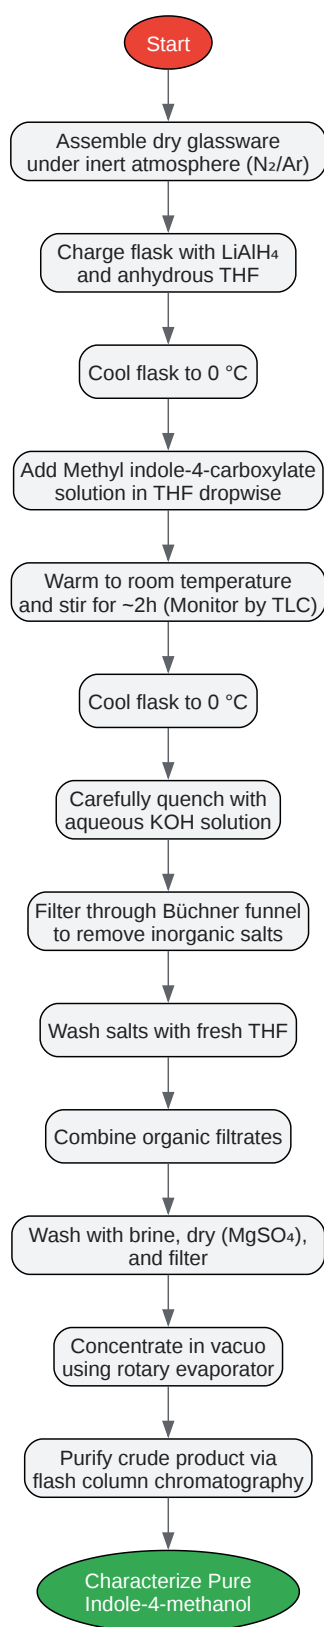 Start
Assemble dry glassware
under inert atmosphere (N₂/Ar)
Charge flask with LiAlH₄
and anhydrous THF
Cool flask to 0 °C
Add Methyl indole-4-carboxylate
solution in THF dropwise
Warm to room temperature
and stir for ~2h (Monitor by TLC)
Cool flask to 0 °C
Carefully quench with
aqueous KOH solution
Filter through Büchner funnel
to remove inorganic salts
Wash salts with fresh THF
Combine organic filtrates
Wash with brine, dry (MgSO₄),
and filter
Concentrate in vacuo
using rotary evaporator
Purify crude product via
flash column chromatography
Characterize Pure
Indole-4-methanol